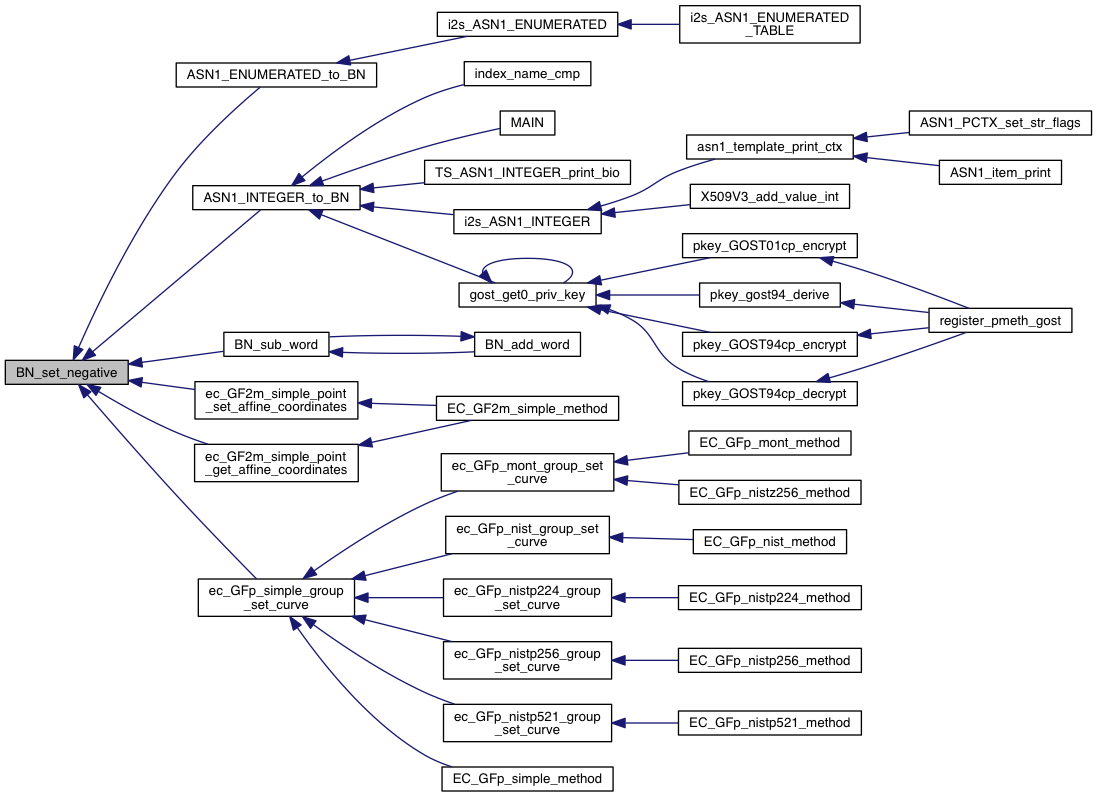 i2s_ASN1_ENUMERATED
i2s_ASN1_ENUMERATED
_TABLE
ASN1_ENUMERATED_to_BN
index_name_cmp
MAIN
ASN1_PCTX_set_str_flags
asn1_template_print_ctx
TS_ASN1_INTEGER_print_bio
ASN1_item_print
ASN1_INTEGER_to_BN
X509V3_add_value_int
i2s_ASN1_INTEGER
pkey_GOST01cp_encrypt
gost_get0_priv_key
pkey_gost94_derive
register_pmeth_gost
BN_sub_word
BN_add_word
pkey_GOST94cp_encrypt
BN_set_negative
pkey_GOST94cp_decrypt
ec_GF2m_simple_point
_set_affine_coordinates
EC_GF2m_simple_method
ec_GF2m_simple_point
_get_affine_coordinates
EC_GFp_mont_method
ec_GFp_mont_group_set
_curve
EC_GFp_nistz256_method
ec_GFp_nist_group_set
_curve
EC_GFp_nist_method
ec_GFp_simple_group
_set_curve
ec_GFp_nistp224_group
_set_curve
EC_GFp_nistp224_method
ec_GFp_nistp256_group
_set_curve
EC_GFp_nistp256_method
ec_GFp_nistp521_group
_set_curve
EC_GFp_nistp521_method
EC_GFp_simple_method